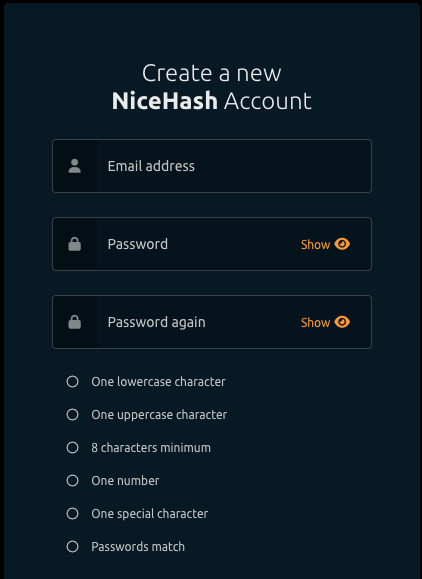 Create a new
NiceHash Account
Email address
Password
Show
Password again
Show
One lowercase character
One uppercase character
8 characters minimum
One number
One special character
Passwords match